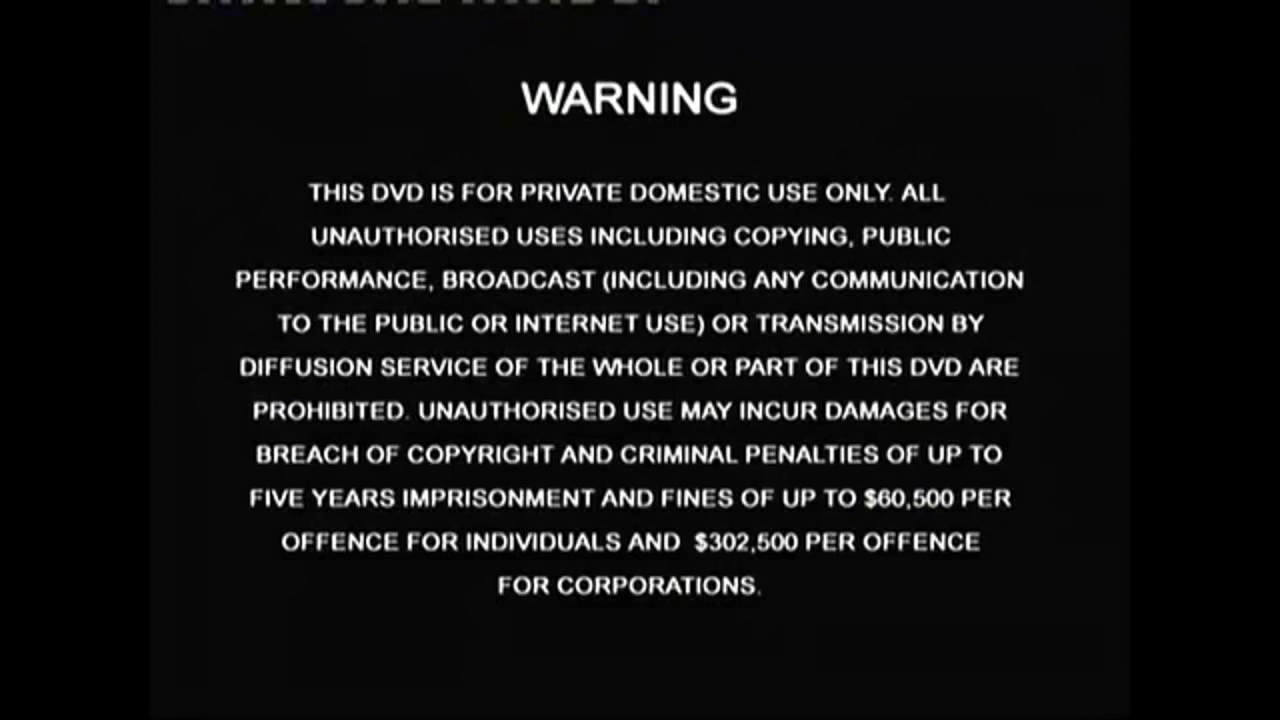 WARNING
THIS DVD IS FOR PRIVATE DOMESTIC USE ONLY. ALL
UNAUTHORISED USES INCLUDING COPYING, PUBLIC
PERFORMANCE, BROADCAST (INCLUDING ANY COMMUNICATION
TO THE PUBLIC OR INTERNET USE) OR TRANSMISSION BY
DIFFUSION SERVICE OF THE WHOLE OR PART OF THIS DVD ARE
PROHIBITED. UNAUTHORISED USE MAY INCUR DAMAGES FOR
BREACH OF COPYRIGHT AND CRIMINAL PENALTIES OF UP TO
FIVE YEARS IMPRISONMENT AND FINES OF UP TO $60,500 PER
OFFENCE FOR INDIVIDUALS AND $302,500 PER OFFENCE
FOR CORPORATIONS.